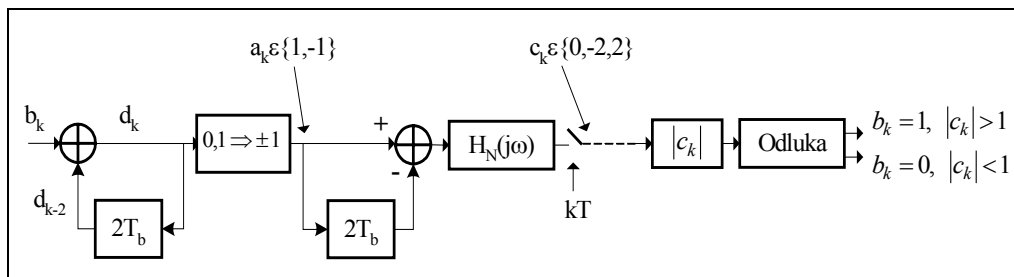 a_k ε{1,-1}
c_k ε{0,-2,2}
b_k
d_k
0,1 ⇒ ±1
+
-
H_N(jω)
|c_k|
Odluka
b_k = 1, |c_k| > 1
b_k = 0, |c_k| < 1
d_{k-2}
2T_b
2T_b
kT